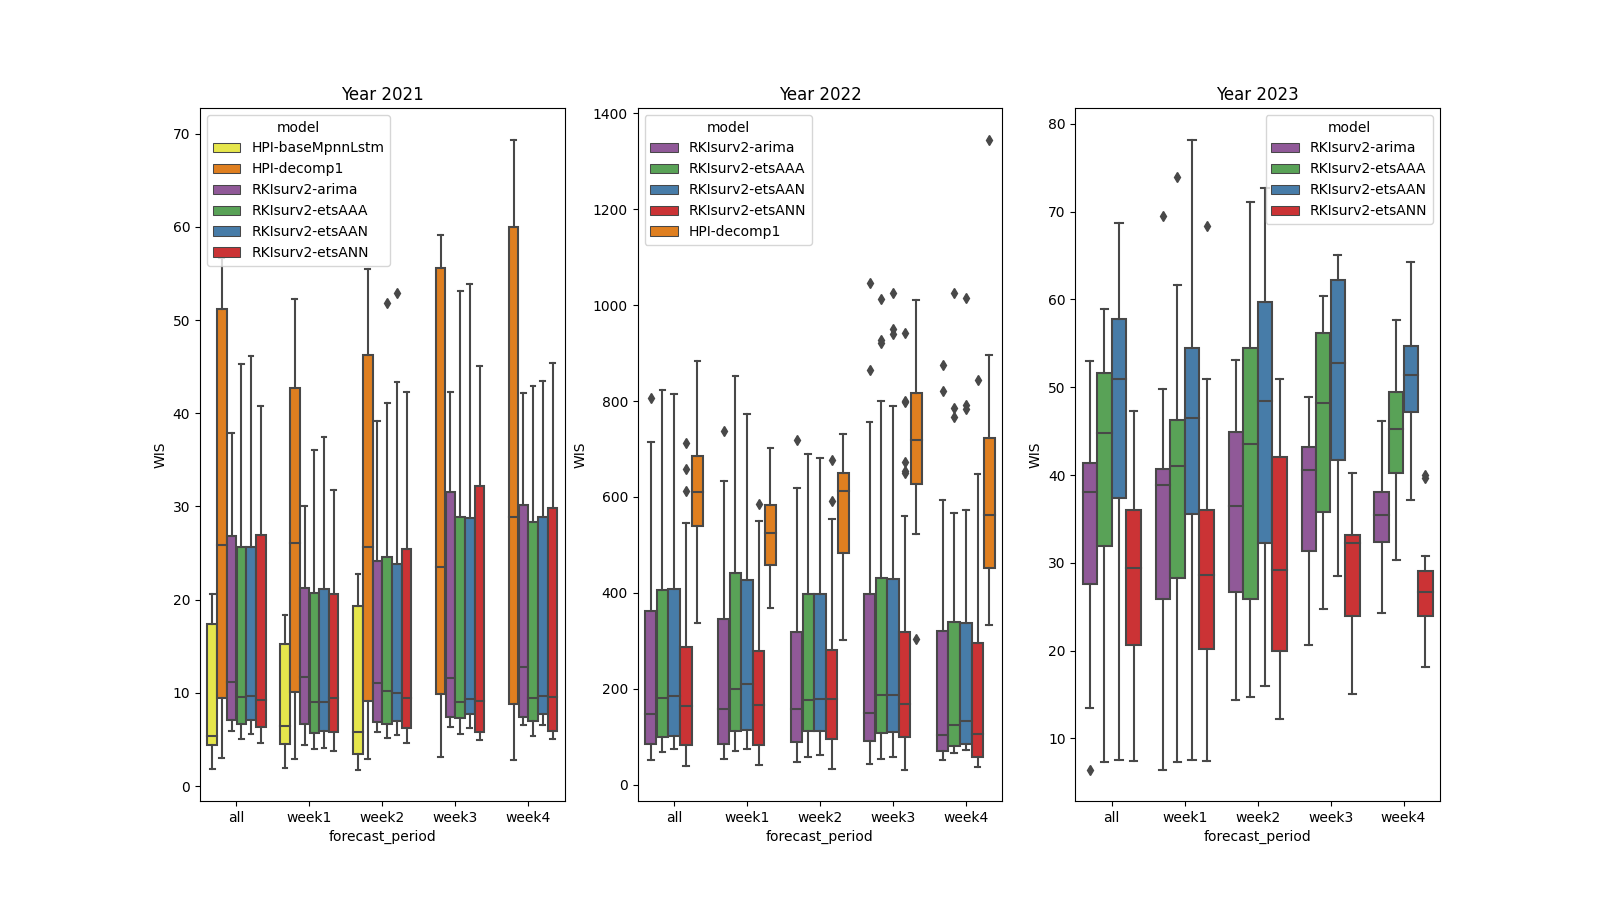 Year 2021
70
60
50
40
30
20
10
0
WIS
model
HPI-baseMpnnLstm
HPI-decomp1
RKIsurv2-arima
RKIsurv2-etsAAA
RKIsurv2-etsAAN
RKIsurv2-etsANN
all week1 week2 week3 week4
forecast_period
Year 2022
1400
1200
1000
800
600
400
200
0
WIS
model
RKIsurv2-arima
RKIsurv2-etsAAA
RKIsurv2-etsAAN
RKIsurv2-etsANN
HPI-decomp1
all week1 week2 week3 week4
forecast_period
Year 2023
80
70
60
50
40
30
20
10
WIS
model
RKIsurv2-arima
RKIsurv2-etsAAA
RKIsurv2-etsAAN
RKIsurv2-etsANN
all week1 week2 week3 week4
forecast_period